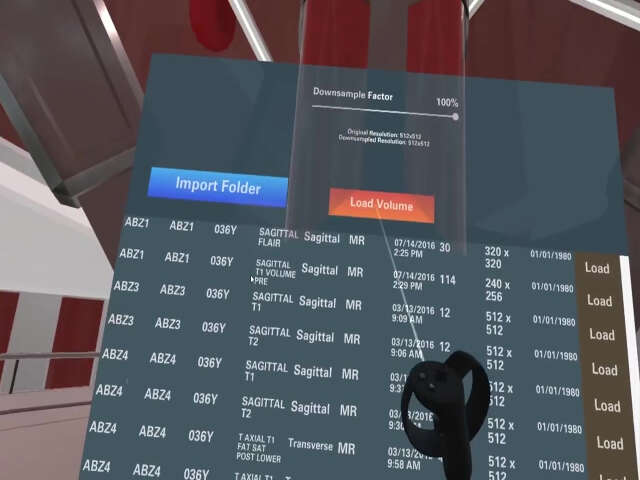 Downsample Factor 100%
Original Resolution: 512x512
Downsampled Resolution: 512x512
Import Folder
Load Volume
ABZ1 ABZ1 036Y SAGITTAL FLAIR Sagittal MR 07/14/2016 2:25 PM 30 320 x 320 01/01/1980 Load
ABZ1 ABZ1 036Y SAGITTAL T1 VOLUME PRE Sagittal MR 07/14/2016 2:29 PM 114 240 x 256 01/01/1980 Load
ABZ3 ABZ3 036Y SAGITTAL T1 Sagittal MR 03/13/2016 9:09 AM 12 512 x 512 01/01/1980 Load
ABZ3 ABZ3 036Y SAGITTAL T2 Sagittal MR 03/13/2016 9:06 AM 12 512 x 512 01/01/1980 Load
ABZ4 ABZ4 036Y SAGITTAL T1 Sagittal MR 512 x 512 01/01/1980 Load
ABZ4 ABZ4 036Y SAGITTAL T2 Sagittal MR 512 x 512 01/01/1980 Load
ABZ4 ABZ4 036Y T AXIAL T1 FAT SAT POST LOWER Transverse MR 03/13/2016 9:58 AM 512 x 512 01/01/1980 Load
ABZ4 ABZ4 036Y T AXIAL T1